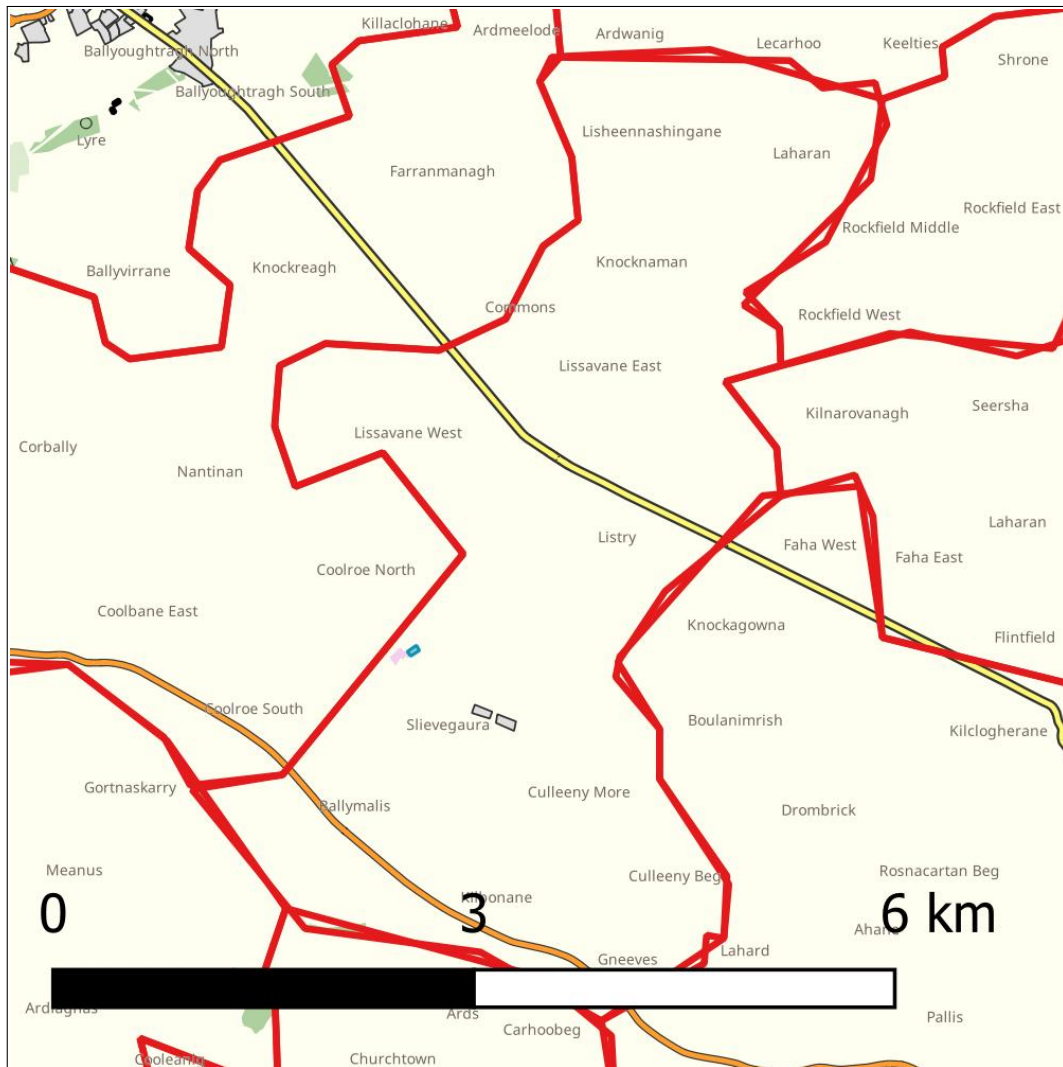 Killaclohane
Ardmeelode
Ardwanig
Lecarhoo
Keelties
Ballyoughtragh North
Shrone
Ballyoughtragh South
Lisheennashingane
Lyre
Laharan
Farranmanagh
Rockfield East
Rockfield Middle
Knocknaman
Knockreagh
Ballyvirrane
Commons
Rockfield West
Lissavane East
Seersha
Kilnarovanagh
Lissavane West
Corbally
Nantinan
Laharan
Listry
Faha West
Faha East
Coolroe North
Coolbane East
Knockagowna
Flintfield
Coolroe South
Slievegaura
Boulanimrish
Kilclogherane
Gortnaskarry
Culleeny More
Ballymalis
Drombrick
Meanus
Culleeny Beg
Rosnacartan Beg
Kilbonane
0 3 6 km
Ahane
Lahard
Gneeves
Ards
Pallis
Carhoobeg
Churchtown